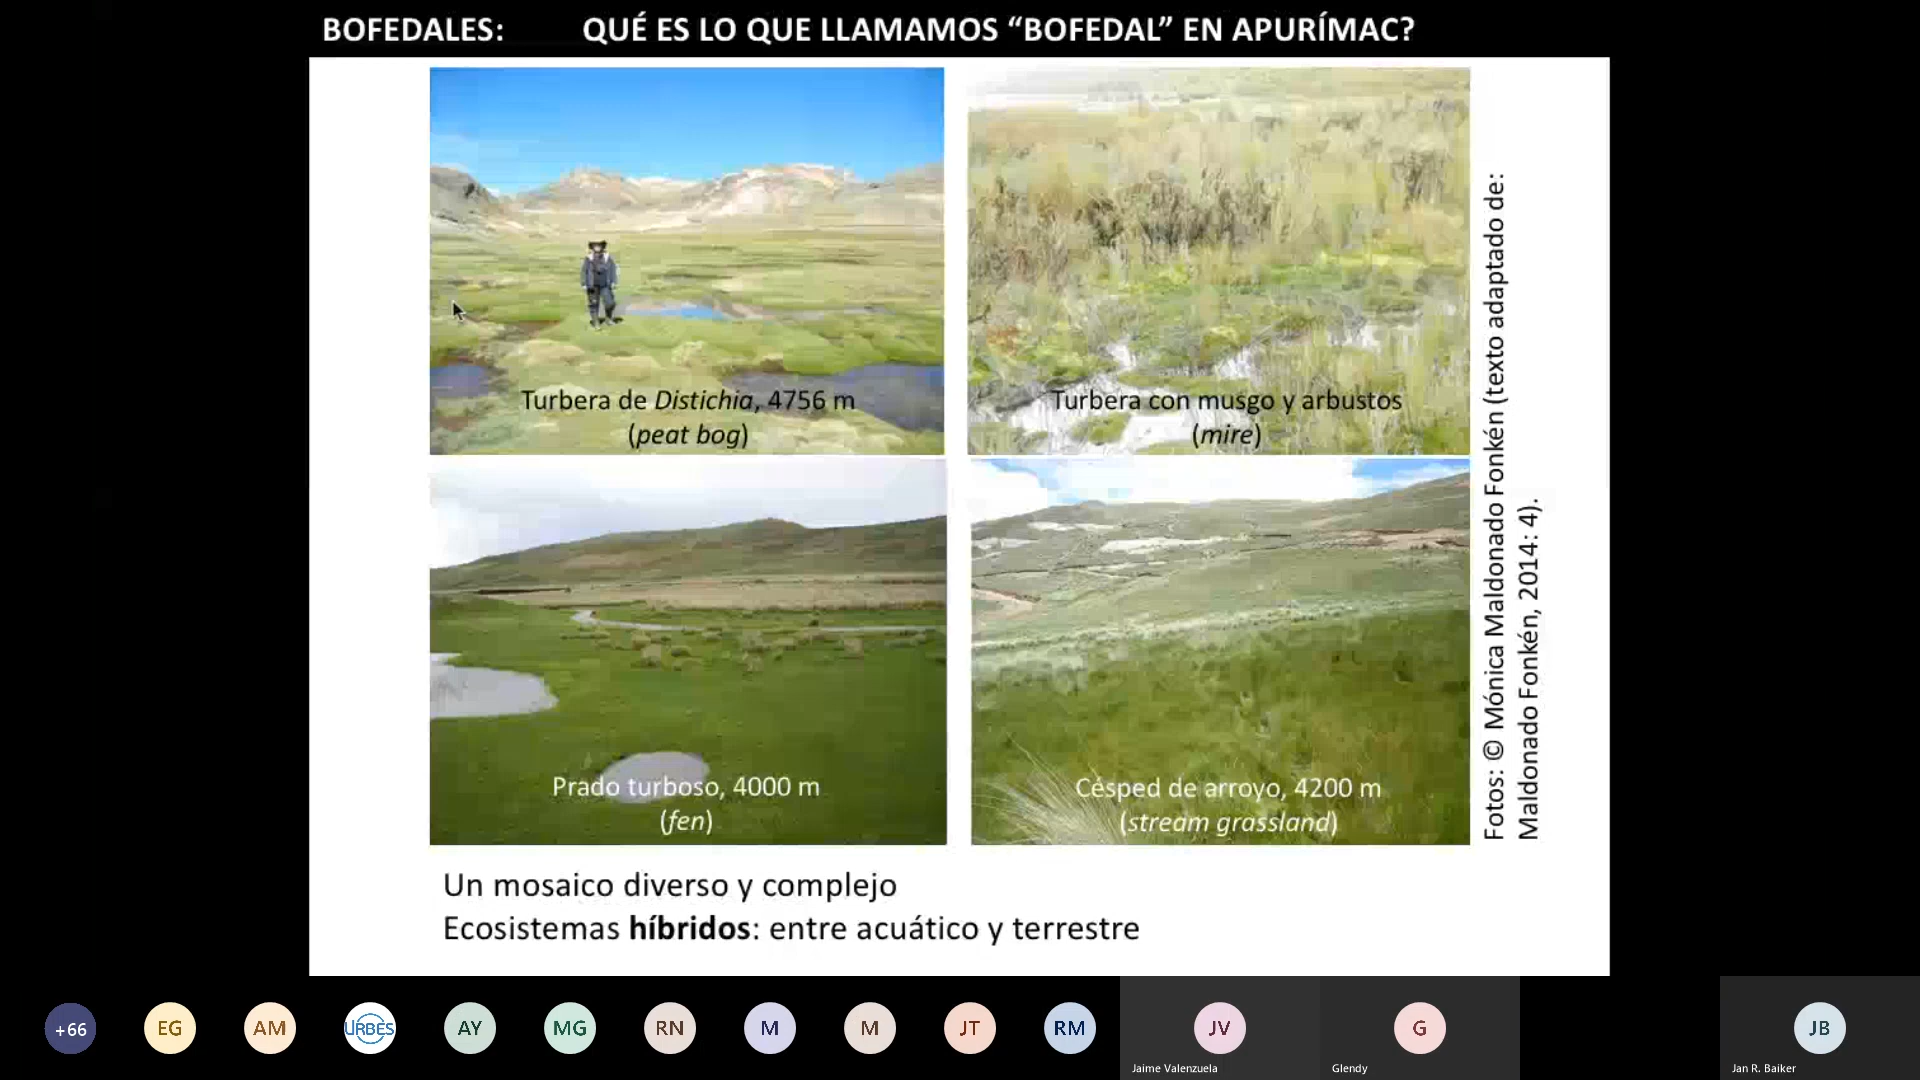 BOFEDALES: QUÉ ES LO QUE LLAMAMOS “BOFEDAL” EN APURÍMAC?
Turbera de Distichia, 4756 m
(peat bog)
Turbera con musgo y arbustos
(mire)
Prado turboso, 4000 m
(fen)
Césped de arroyo, 4200 m
(stream grassland)
Fotos: © Mónica Maldonado Fonkén (texto adaptado de:
Maldonado Fonkén, 2014: 4).
Un mosaico diverso y complejo
Ecosistemas híbridos: entre acuático y terrestre
+66
EG
AM
URBES
AY
MG
RN
M
M
JT
RM
JV
Jaime Valenzuela
G
Glendy
JB
Jan R. Baiker